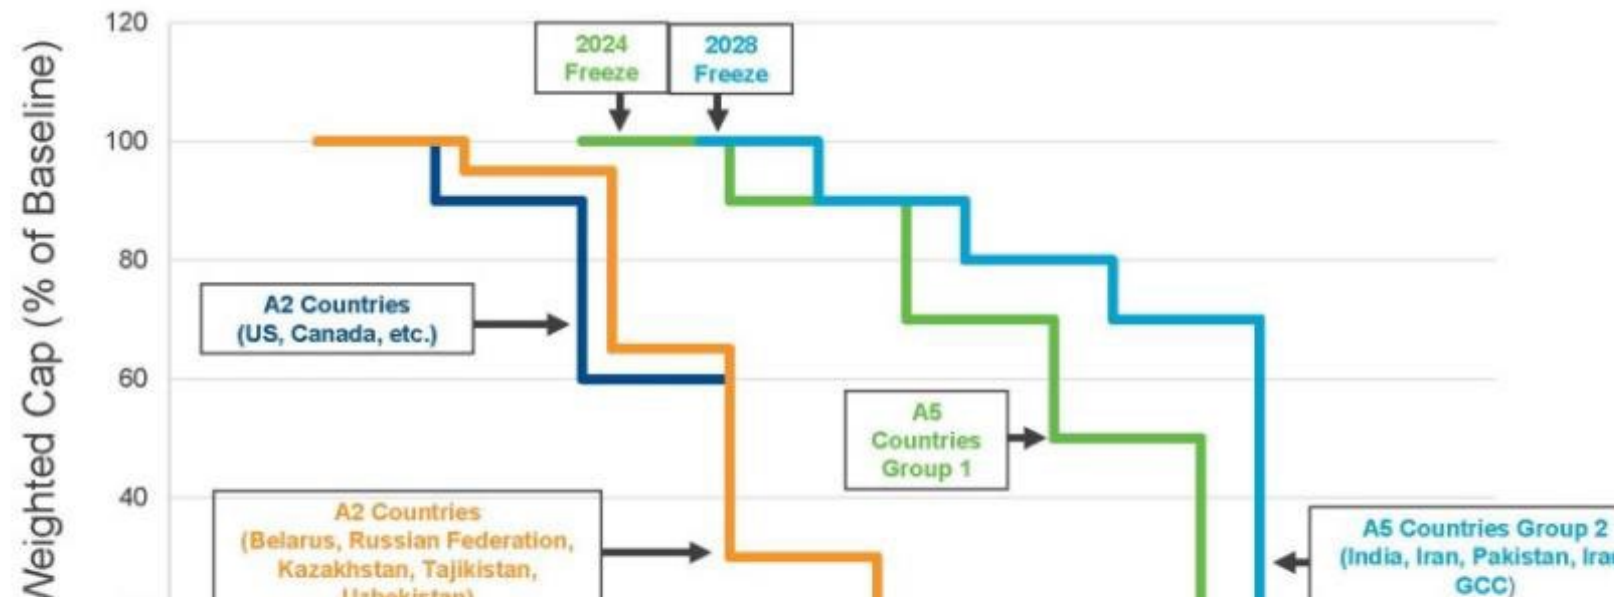 120
2024
Freeze
2028
Freeze
100
80
60
40
Weighted Cap (% of Baseline)
A2 Countries
(US, Canada, etc.)
A5
Countries
Group 1
A2 Countries
(Belarus, Russian Federation,
Kazakhstan, Tajikistan,
Uzbekistan)
A5 Countries Group 2
(India, Iran, Pakistan,
GCC)